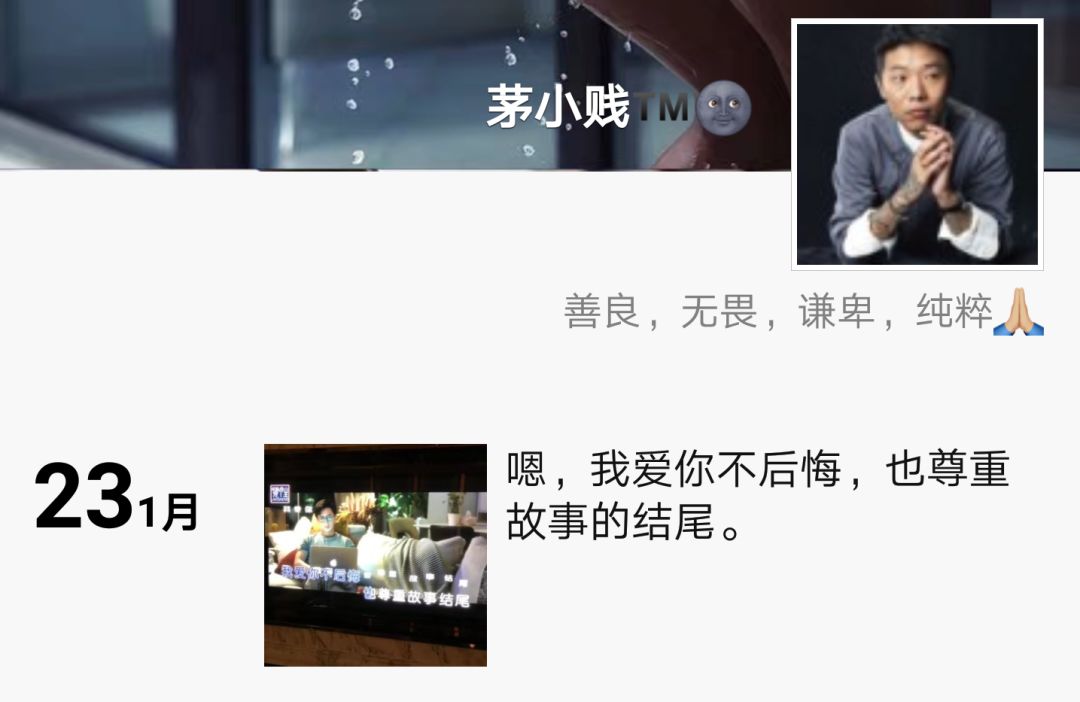 茅小贱TM🌚
善良，无畏，谦卑，纯粹🙏🏼
23 1月
嗯，我爱你不后悔，也尊重
故事的结尾。
我爱你不后悔
也尊重故事结尾